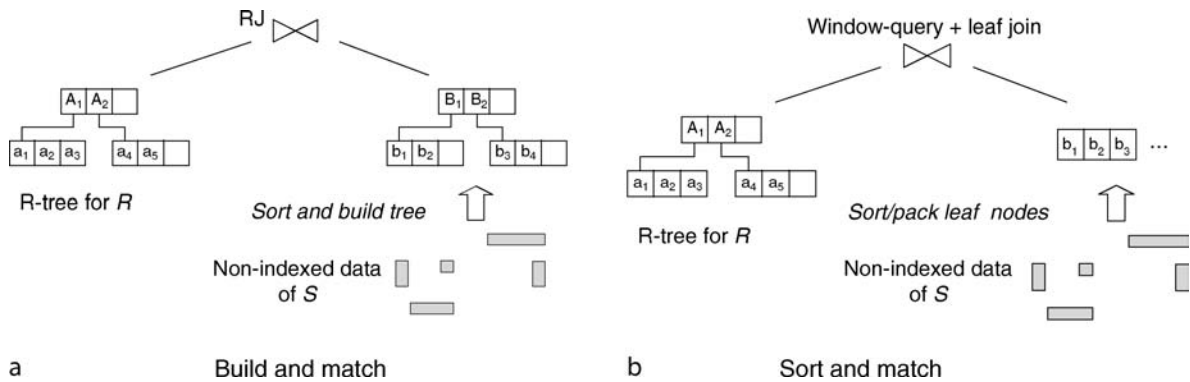 RJ
A1 A2
B1 B2
a1 a2 a3
a4 a5
b1 b2
b3 b4
R-tree for R
Sort and build tree
Non-indexed data
of S
a
Build and match
Window-query + leaf join
A1 A2
b1 b2 b3 ...
a1 a2 a3
a4 a5
R-tree for R
Sort/pack leaf nodes
Non-indexed data
of S
b
Sort and match